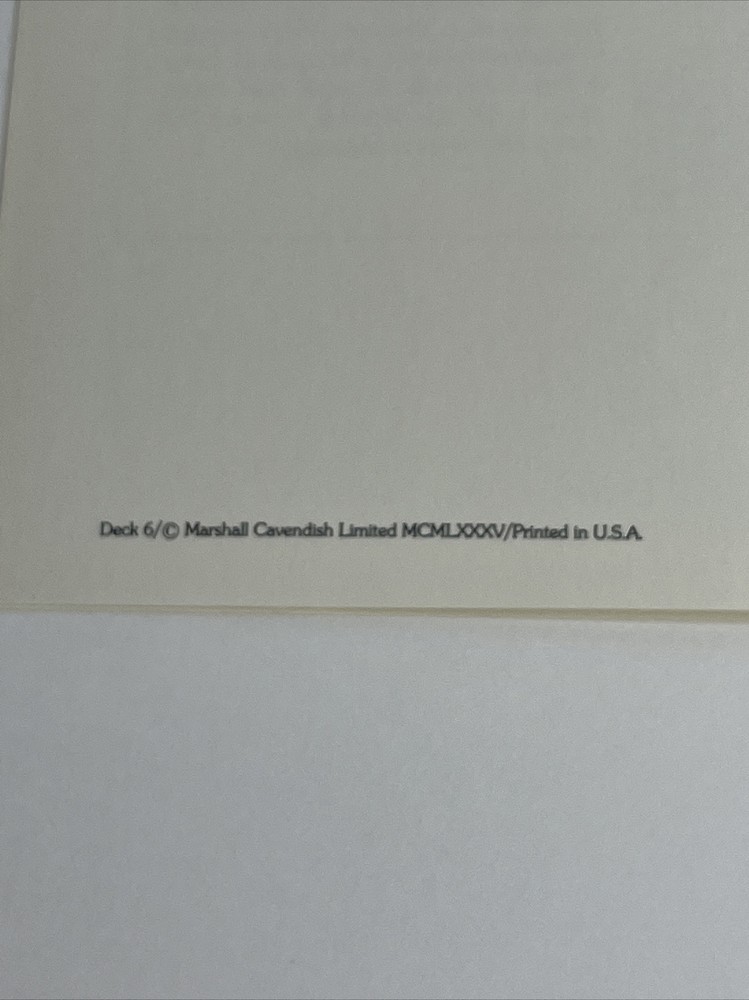 Deck 6/© Marshall Cavendish Limited MCMLXXXV/Printed in U.S.A.